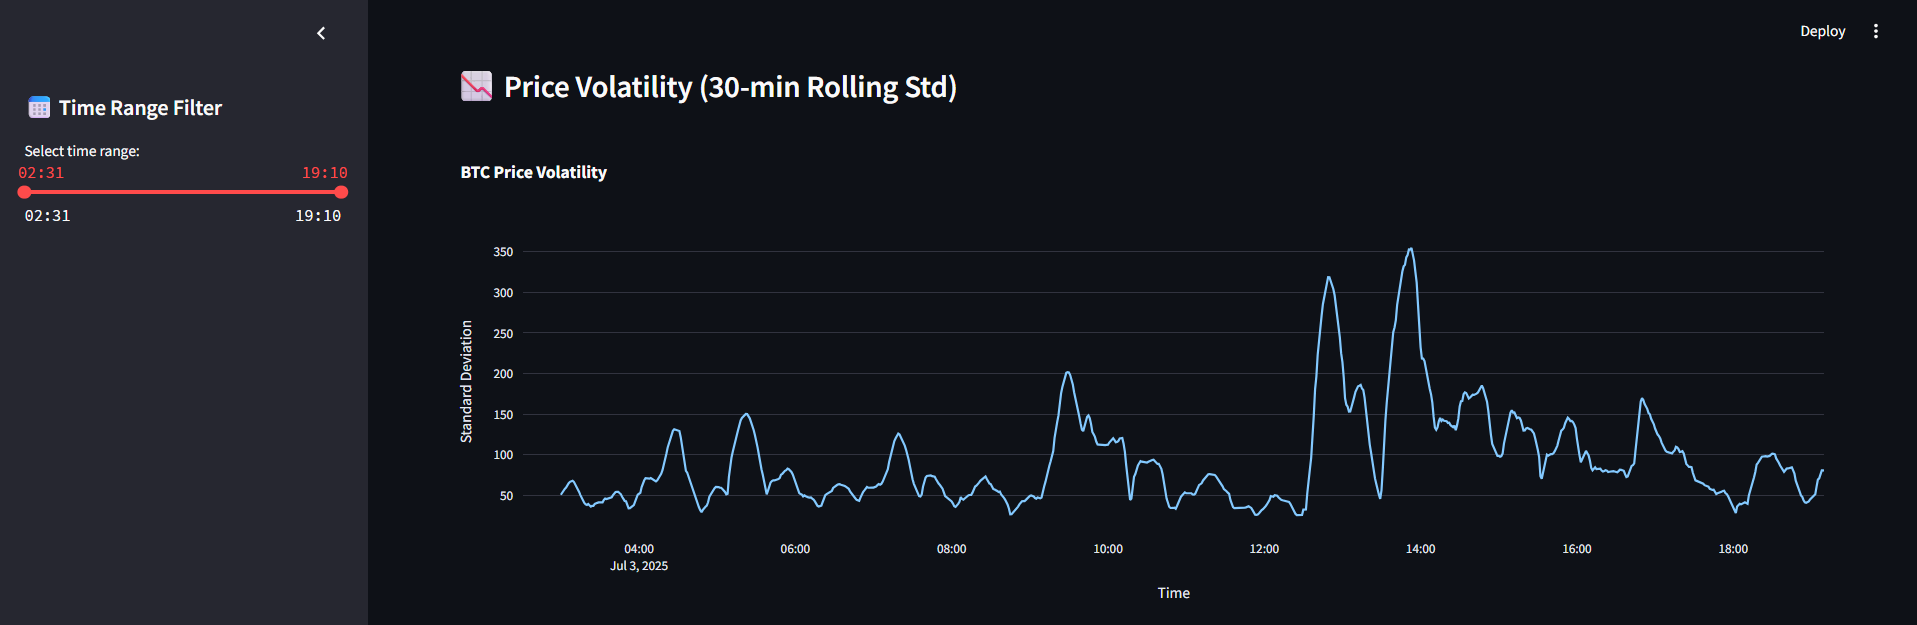 Deploy
Time Range Filter
Select time range:
02:31 19:10
02:31 19:10
Price Volatility (30-min Rolling Std)
BTC Price Volatility
Standard Deviation
350
300
250
200
150
100
50
04:00 06:00 08:00 10:00 12:00 14:00 16:00 18:00
Jul 3, 2025
Time